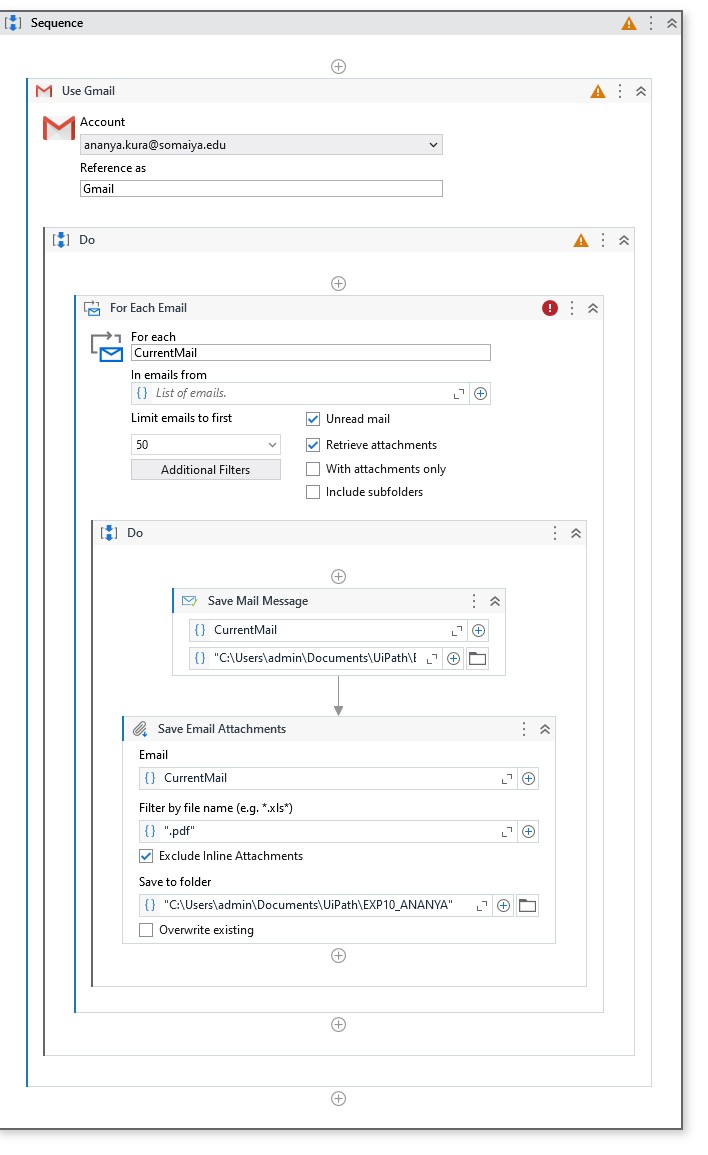 Sequence
Use Gmail
Account
ananya.kura@somaiya.edu
Reference as
Gmail
Do
For Each Email
For each
CurrentMail
In emails from
{} List of emails.
Limit emails to first
Unread mail
50
Retrieve attachments
Additional Filters
With attachments only
Include subfolders
Do
Save Mail Message
{} CurrentMail
{} "C:\Users\admin\Documents\UiPath\E
Save Email Attachments
Email
{} CurrentMail
Filter by file name (e.g. *.xls*)
{} ".pdf"
Exclude Inline Attachments
Save to folder
{} "C:\Users\admin\Documents\UiPath\EXP10_ANANYA"
Overwrite existing